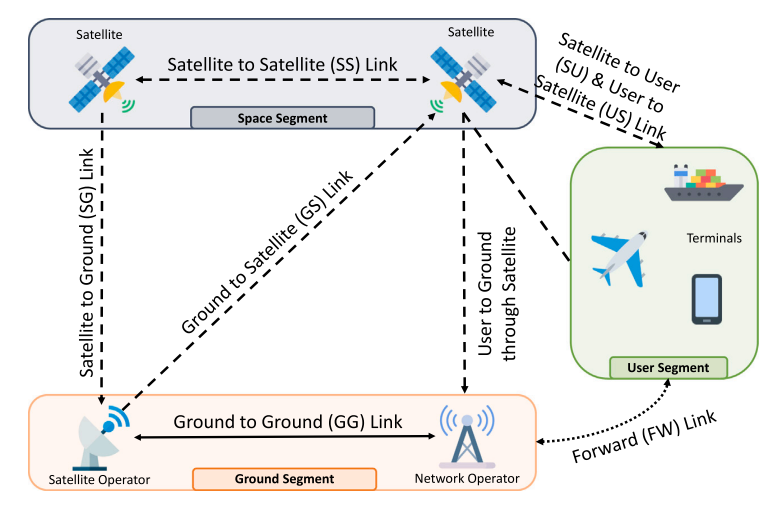 Satellite
Satellite
Satellite to Satellite (SS) Link
Space Segment
Satellite to User
(SU) & User to
Satellite (US) Link
Satellite to Ground (SG) Link
Ground to Satellite (GS) Link
User to Ground
through Satellite
Terminals
User Segment
Ground to Ground (GG) Link
Forward (FW) Link
Satellite Operator
Ground Segment
Network Operator